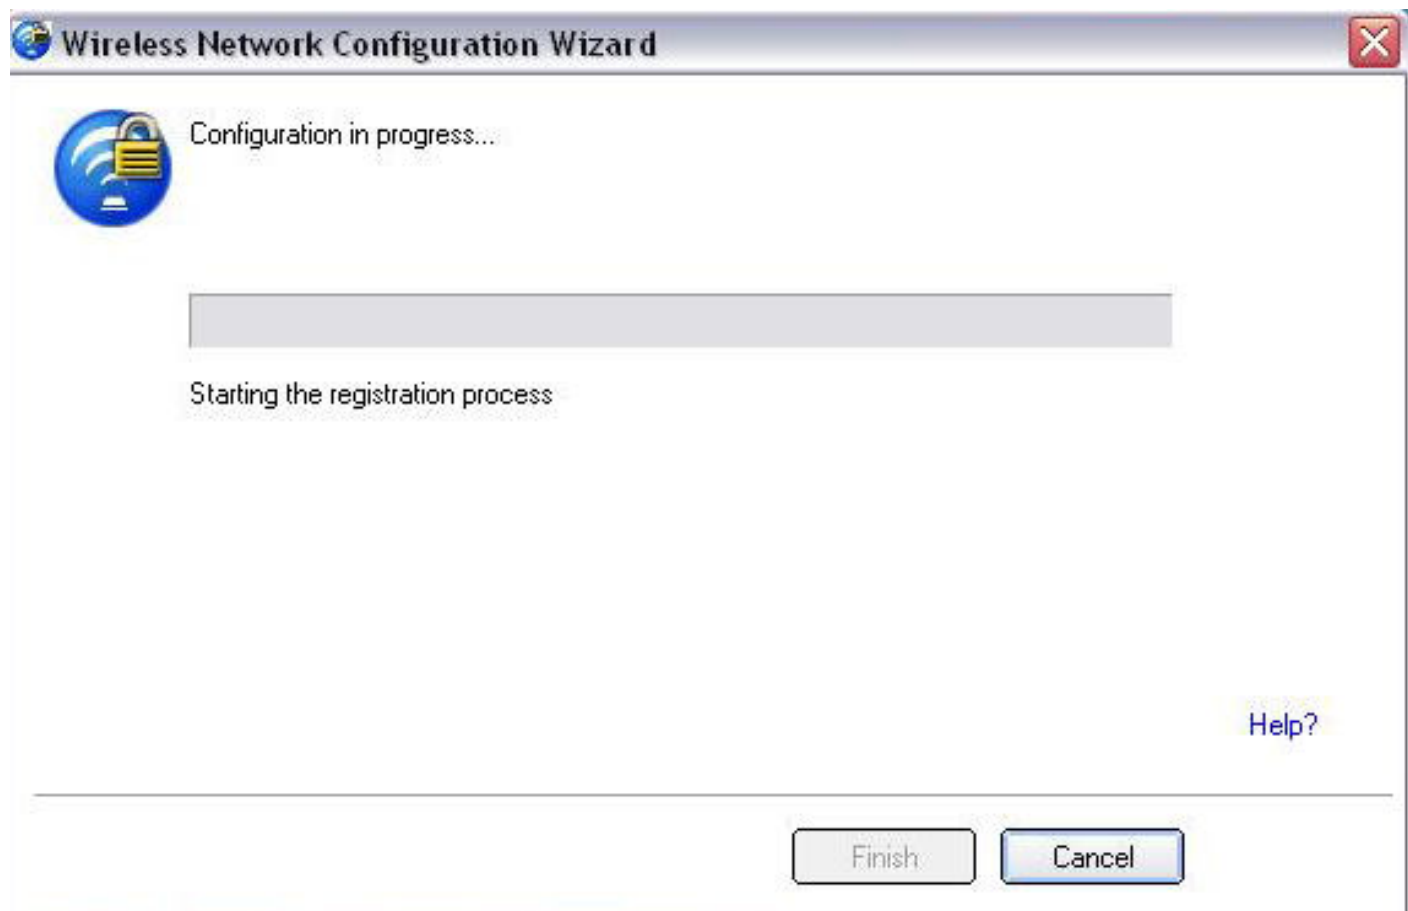 Wireless Network Configuration Wizard
Configuration in progress...
Starting the registration process
Help?
Finish
Cancel